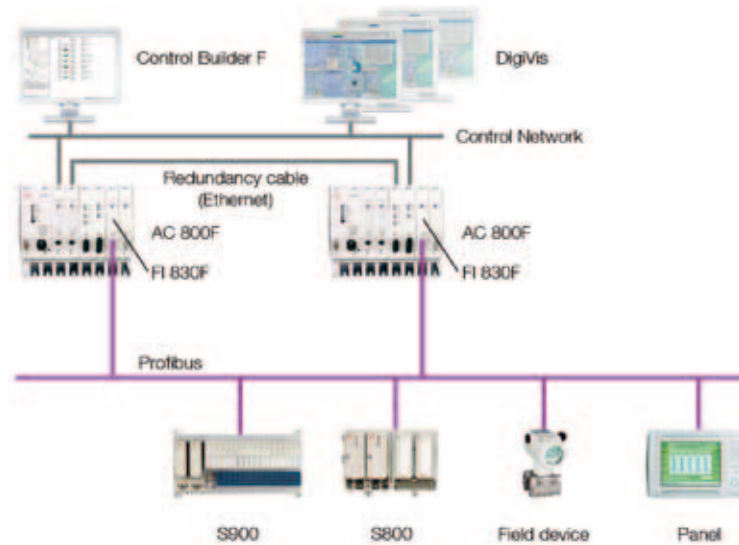 Control Builder F
DigiVis
Control Network
Redundancy cable
(Ethernet)
AC 800F
AC 800F
FI 830F
FI 830F
Profibus
S900
S800
Field device
Panel